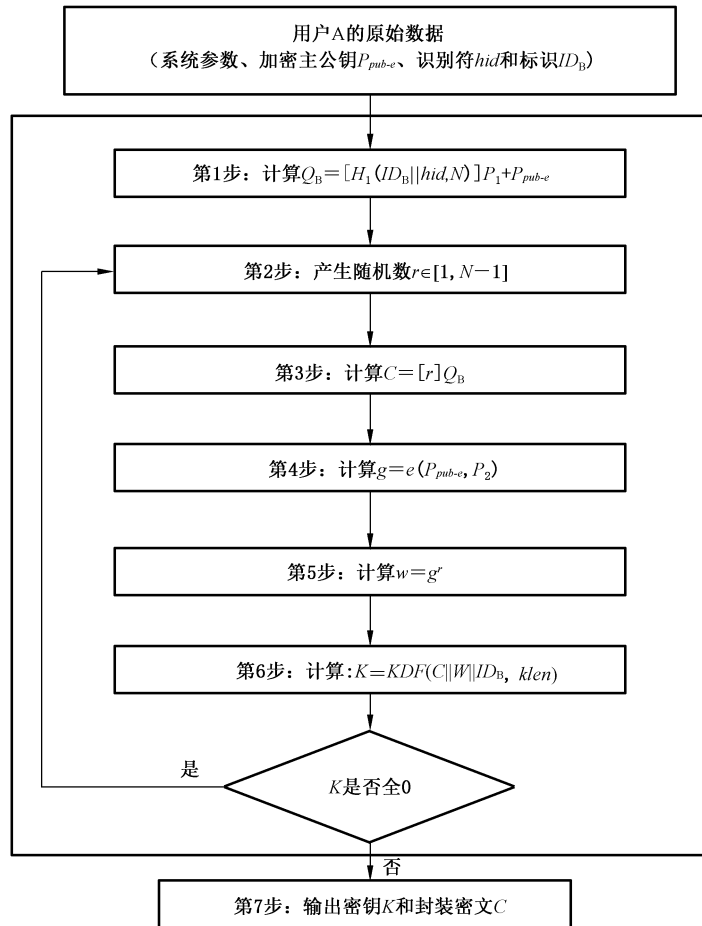 用户A的原始数据
（系统参数、加密主公钥Ppub-e、识别符hid和标识IDB）
第1步：计算QB=[H1(IDB||hid,N)]P1+Ppub-e
第2步：产生随机数r∈[1,N-1]
第3步：计算C=[r]QB
第4步：计算g=e(Ppub-e,P2)
第5步：计算w=gr
第6步：计算:K=KDF(C||W||IDB, klen)
是
K是否全0
否
第7步：输出密钥K和封装密文C